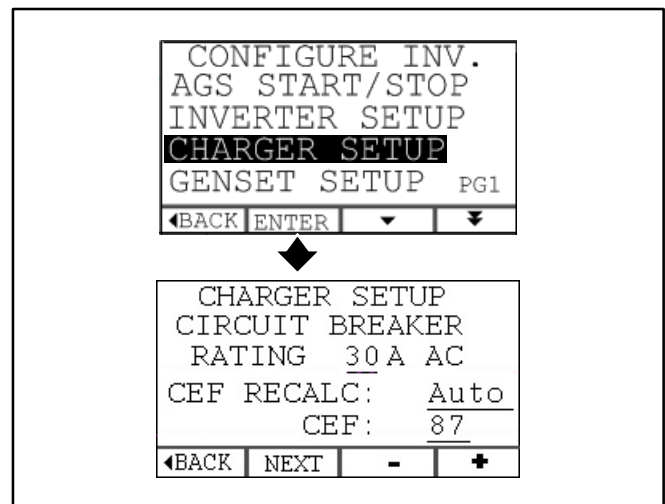 CONFIGURE INV.
AGS START/STOP
INVERTER SETUP
CHARGER SETUP
GENSET SETUP PG1
◀BACK ENTER
CHARGER SETUP
CIRCUIT BREAKER
RATING 30 A AC
CEF RECALC: Auto
CEF: 87
◀BACK NEXT - +